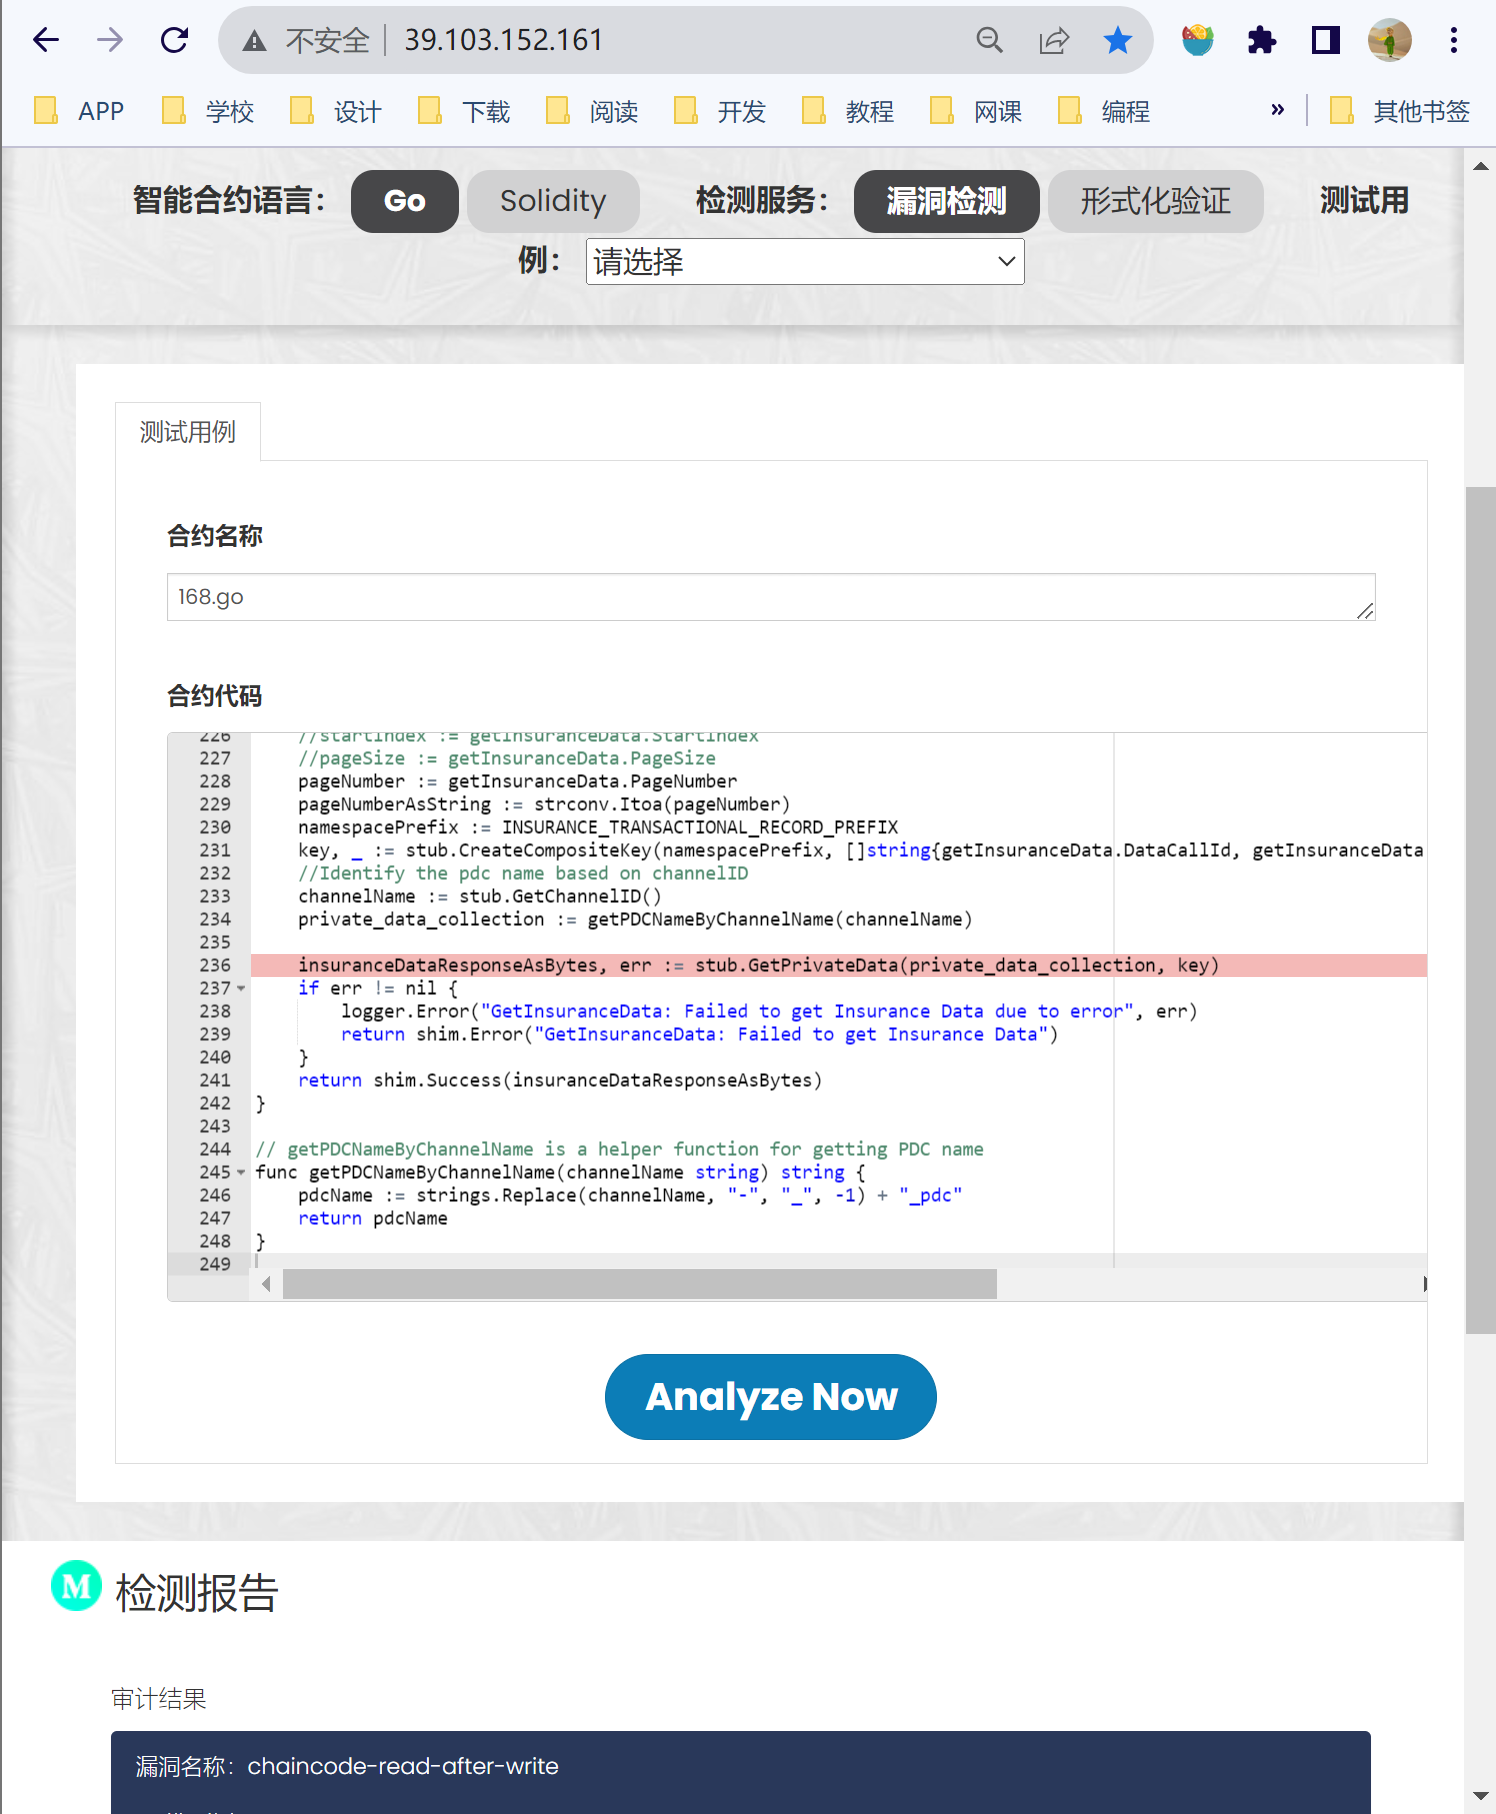 不安全 39.103.152.161
APP 学校 设计 下载 阅读 开发 教程 网课 编程 » 其他书签
智能合约语言： Go Solidity 检测服务： 漏洞检测 形式化验证 测试用
例： 请选择
测试用例
合约名称
168.go
合约代码
226 //startIndex := getInsuranceData.StartIndex
227 //pageSize := getInsuranceData.PageSize
228 pageNumber := getInsuranceData.PageNumber
229 pageNumberAsString := strconv.Itoa(pageNumber)
230 namespacePrefix := INSURANCE_TRANSACTIONAL_RECORD_PREFIX
231 key, _ := stub.CreateCompositeKey(namespacePrefix, []string{getInsuranceData.DataCallId, getInsuranceData
232 //Identify the pdc name based on channelID
233 channelName := stub.GetChannelID()
234 private_data_collection := getPDCNameByChannelName(channelName)
235
236 insuranceDataResponseAsBytes, err := stub.GetPrivateData(private_data_collection, key)
237 if err != nil {
238 logger.Error("GetInsuranceData: Failed to get Insurance Data due to error", err)
239 return shim.Error("GetInsuranceData: Failed to get Insurance Data")
240 }
241 return shim.Success(insuranceDataResponseAsBytes)
242 }
243
244 // getPDCNameByChannelName is a helper function for getting PDC name
245 func getPDCNameByChannelName(channelName string) string {
246 pdcName := strings.Replace(channelName, "-", "_", -1) + "_pdc"
247 return pdcName
248 }
249
Analyze Now
M 检测报告
审计结果
漏洞名称：chaincode-read-after-write